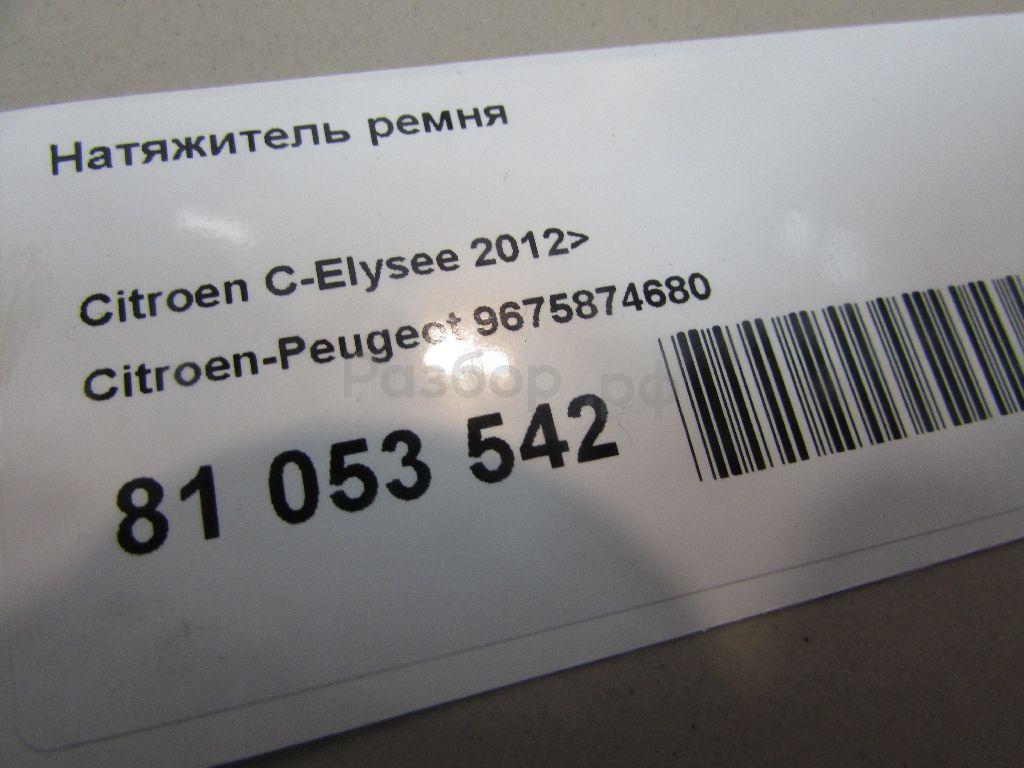 Натяжитель ремня
Citroen C-Elysee 2012>
Citroen-Peugeot 9675874680
Разбор.рф
81 053 542